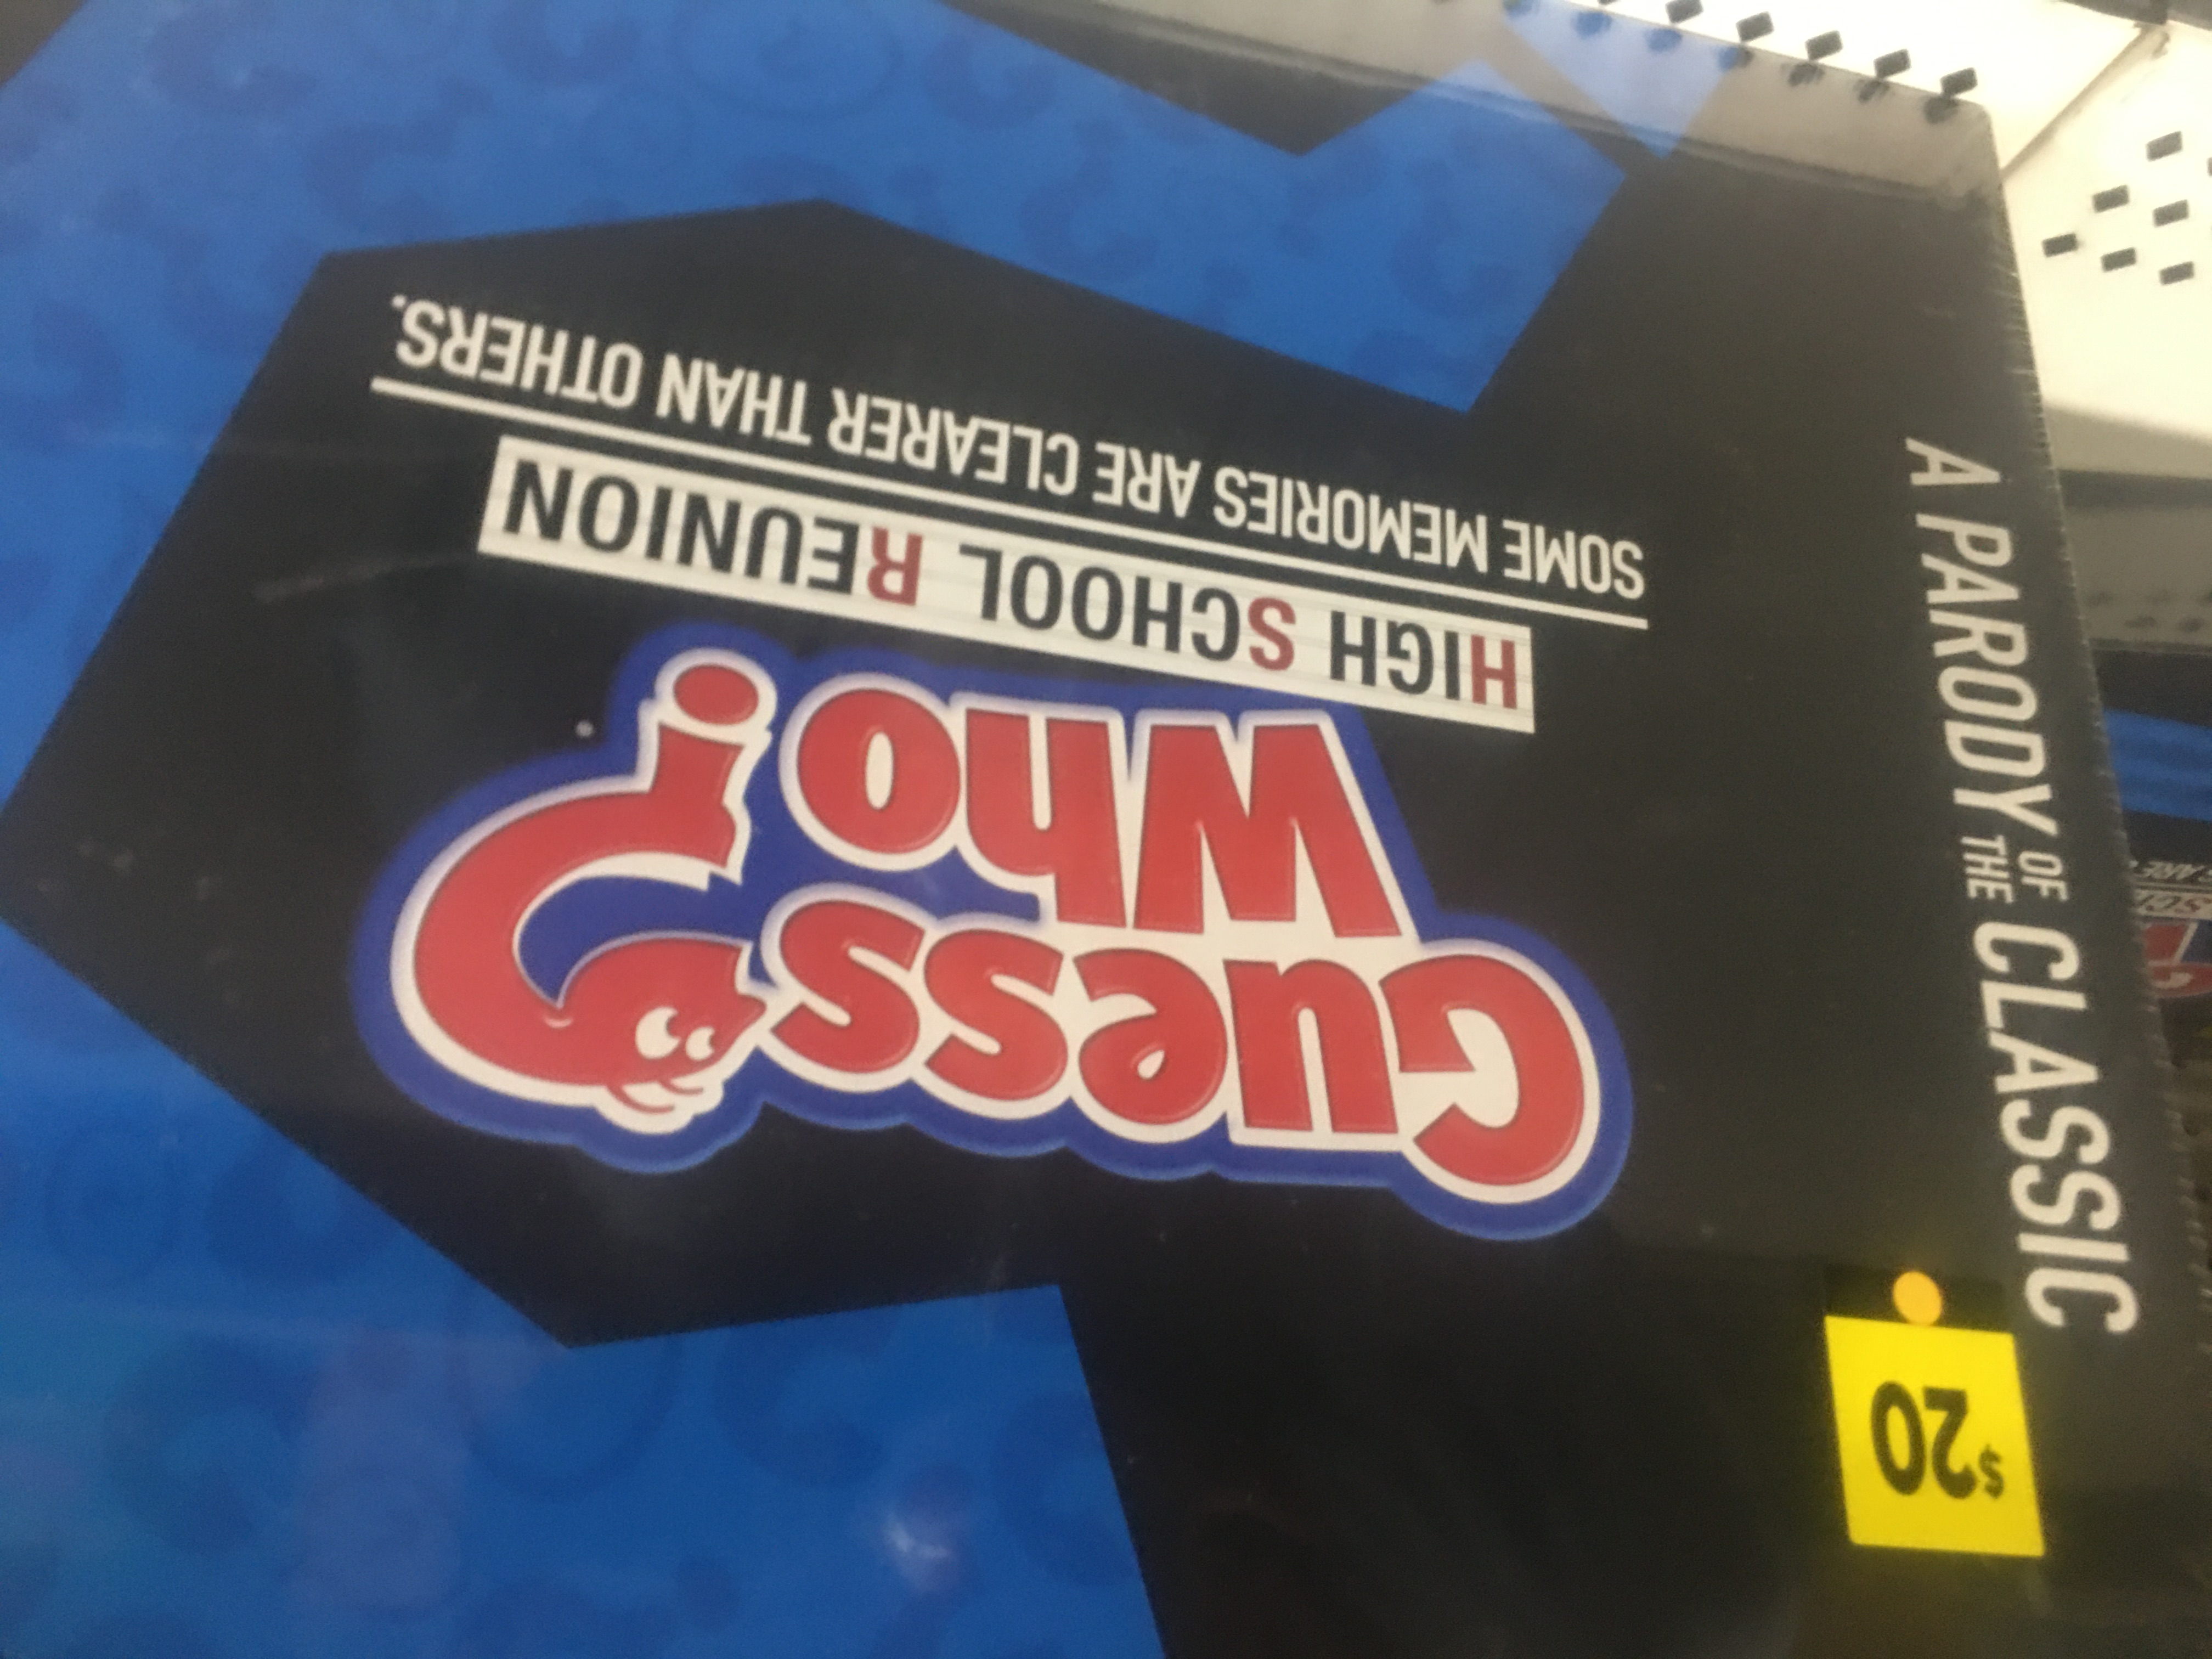 Guess
Who?
HIGH SCHOOL REUNION
SOME MEMORIES ARE CLEARER THAN OTHERS.
A PARODY OF THE CLASSIC
$20